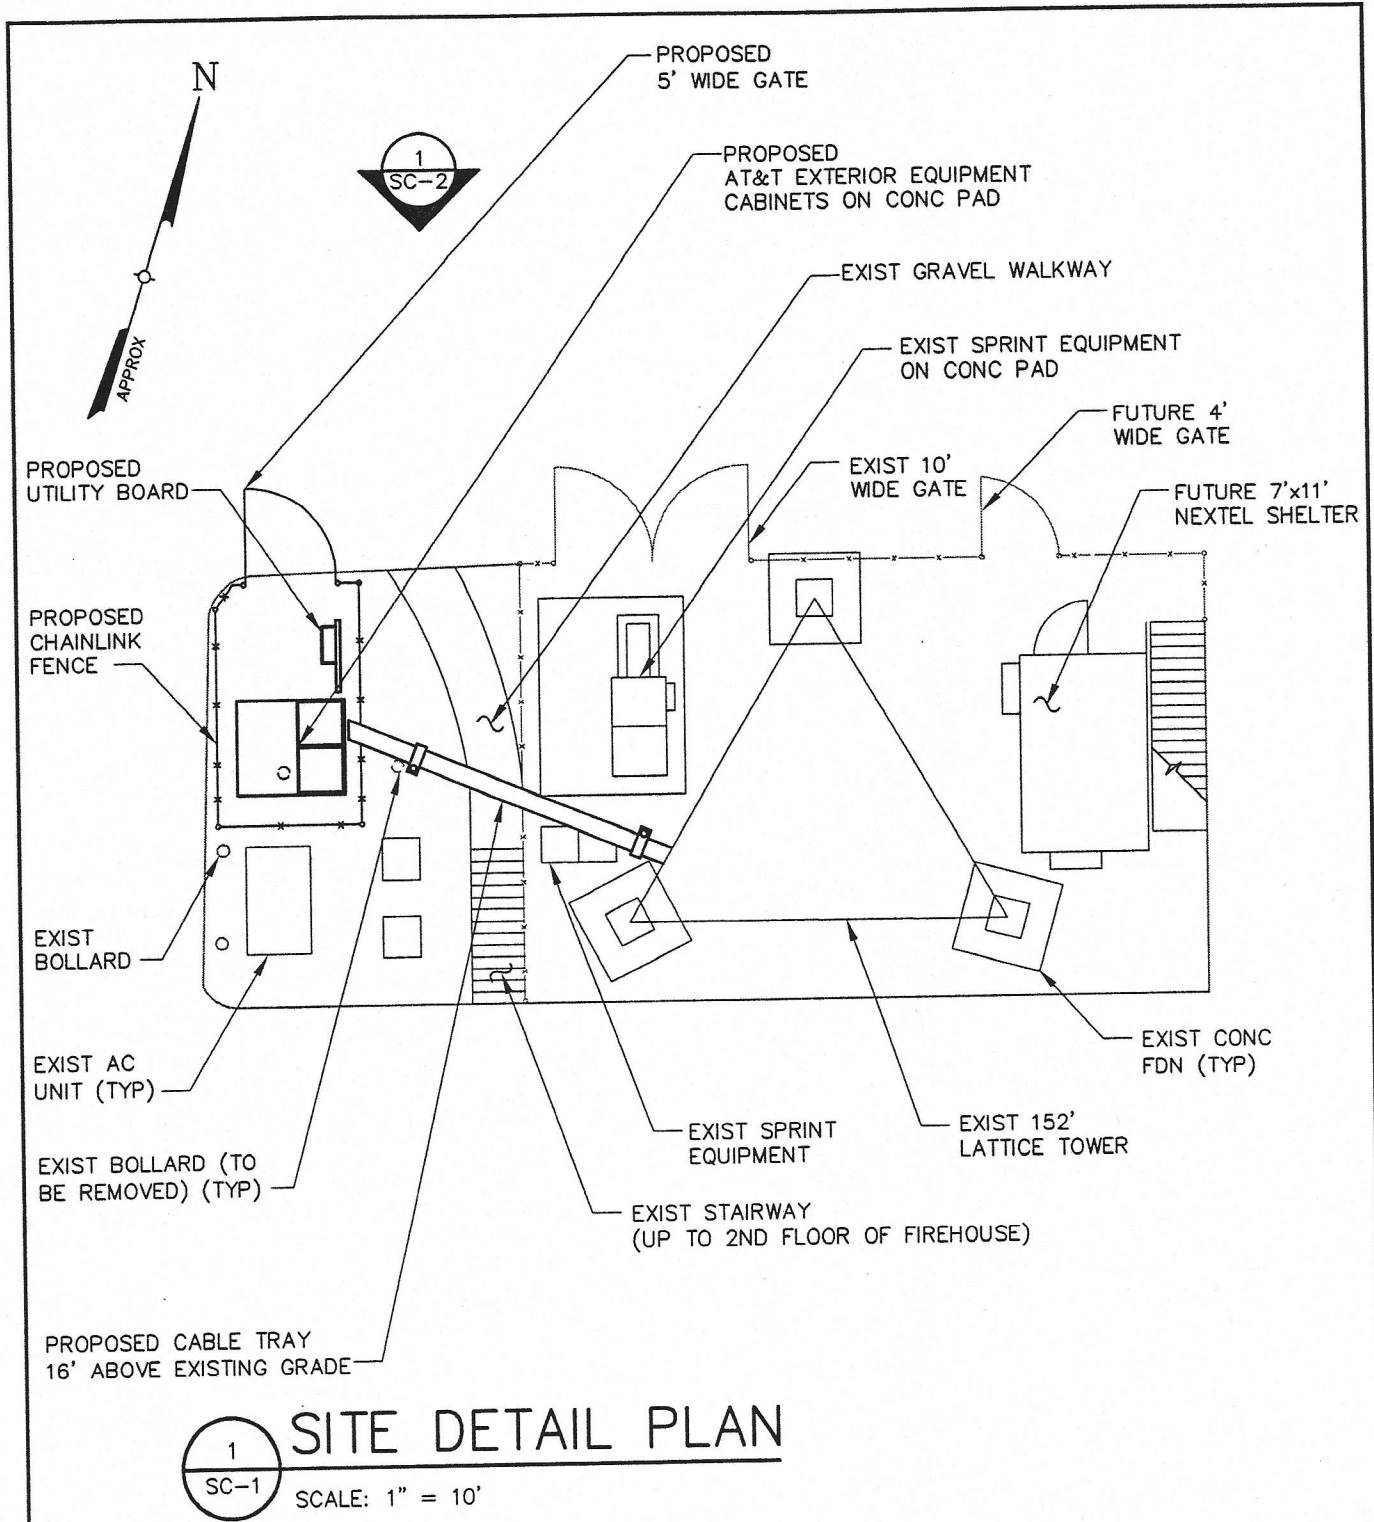 N
APPROX
1
SC-2
PROPOSED
5' WIDE GATE
PROPOSED
AT&T EXTERIOR EQUIPMENT
CABINETS ON CONC PAD
EXIST GRAVEL WALKWAY
EXIST SPRINT EQUIPMENT
ON CONC PAD
FUTURE 4'
WIDE GATE
EXIST 10'
WIDE GATE
FUTURE 7'x11'
NEXTEL SHELTER
PROPOSED
UTILITY BOARD
PROPOSED
CHAINLINK
FENCE
EXIST
BOLLARD
EXIST AC
UNIT (TYP)
EXIST BOLLARD (TO
BE REMOVED) (TYP)
PROPOSED CABLE TRAY
16' ABOVE EXISTING GRADE
EXIST STAIRWAY
(UP TO 2ND FLOOR OF FIREHOUSE)
EXIST SPRINT
EQUIPMENT
EXIST 152'
LATTICE TOWER
EXIST CONC
FDN (TYP)
1
SC-1
SITE DETAIL PLAN
SCALE: 1" = 10'